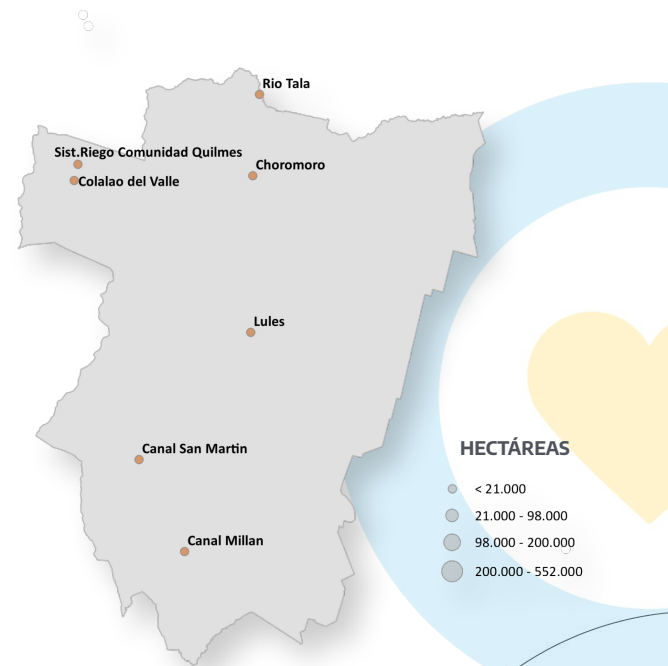 Rio Tala
Sist.Riego Comunidad Quilmes
Choromoro
Colalao del Valle
Lules
Canal San Martin
Canal Millan
HECTÁREAS
< 21.000
21.000 - 98.000
98.000 - 200.000
200.000 - 552.000